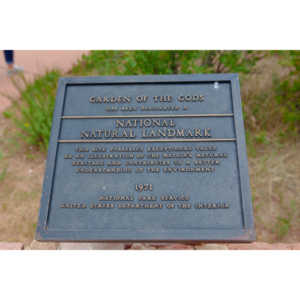 GARDEN OF THE GODS
HAS BEEN DESIGNATED A
NATIONAL
NATURAL LANDMARK
THIS SITE POSSESSES EXCEPTIONAL VALUE
AS AN ILLUSTRATION OF THE NATION'S NATURAL
HERITAGE AND CONTRIBUTES TO A BETTER
UNDERSTANDING OF THE ENVIRONMENT
1971
NATIONAL PARK SERVICE
UNITED STATES DEPARTMENT OF THE INTERIOR